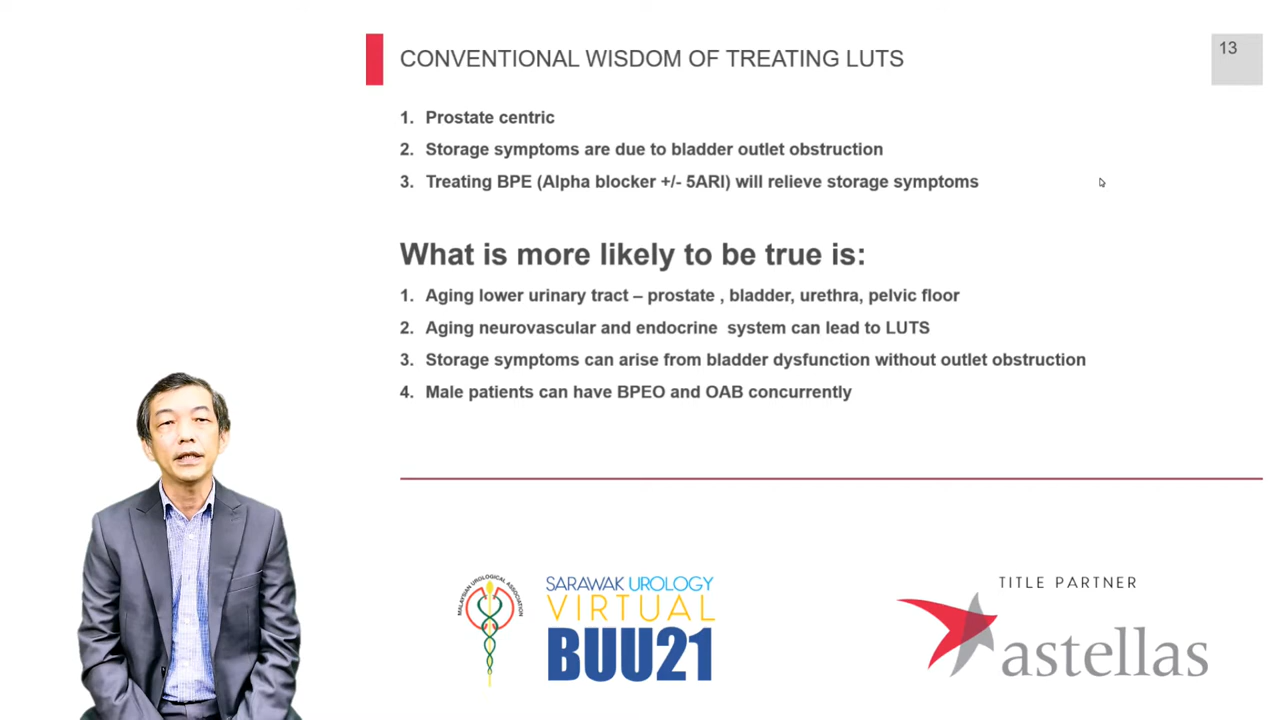 CONVENTIONAL WISDOM OF TREATING LUTS
13
1. Prostate centric
2. Storage symptoms are due to bladder outlet obstruction
3. Treating BPE (Alpha blocker +/- 5ARI) will relieve storage symptoms
What is more likely to be true is:
1. Aging lower urinary tract – prostate , bladder, urethra, pelvic floor
2. Aging neurovascular and endocrine  system can lead to LUTS
3. Storage symptoms can arise from bladder dysfunction without outlet obstruction
4. Male patients can have BPEO and OAB concurrently
MALAYSIAN UROLOGICAL ASSOCIATION
SARAWAK UROLOGY
VIRTUAL
BUU21
TITLE PARTNER
astellas